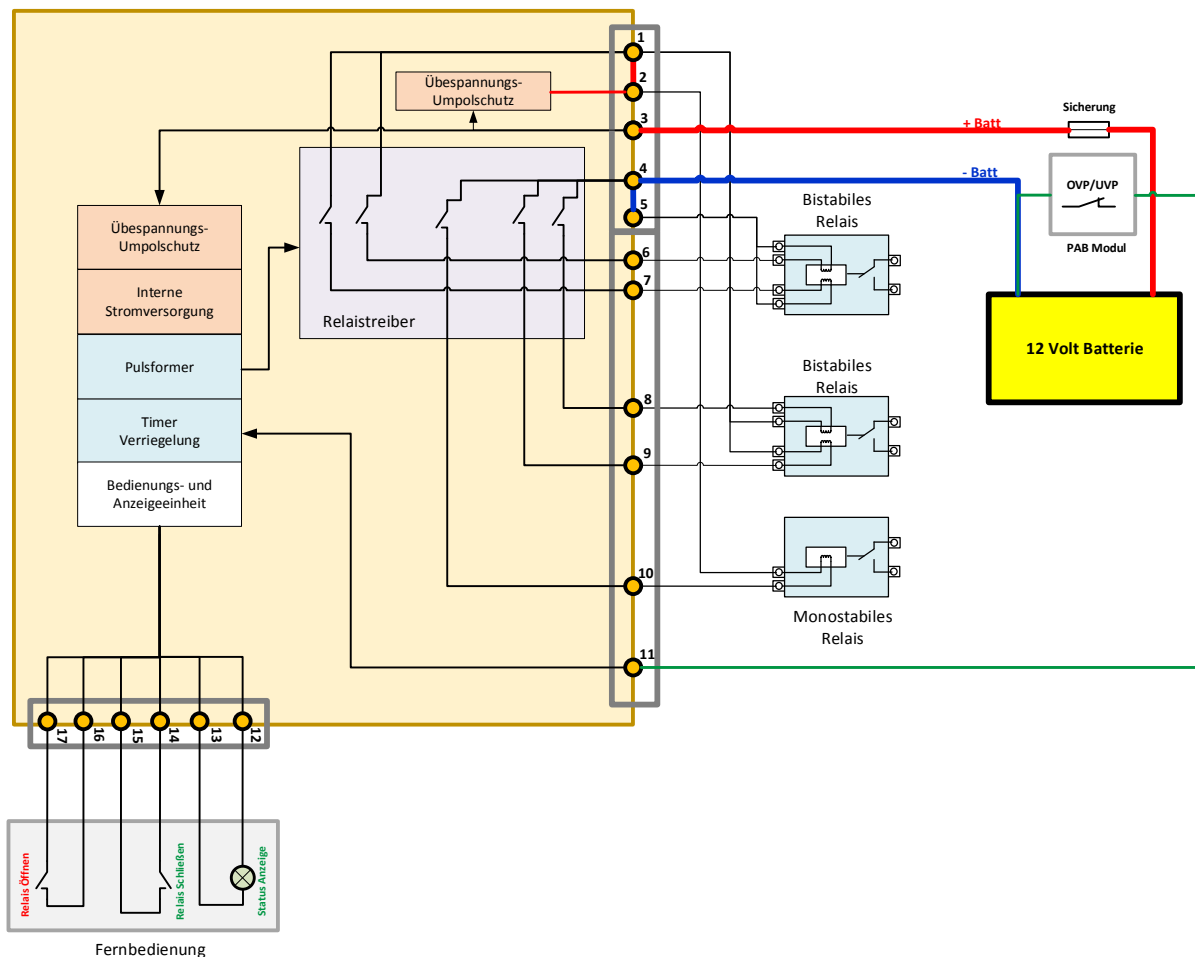 1
Übespannungs-
Umpolschutz
2
Sicherung
3
+ Batt
4
- Batt
OVP/UVP
5
Bistabiles
Relais
PAB Modul
Übespannungs-
Umpolschutz
6
Interne
Stromversorgung
7
Relaistreiber
12 Volt Batterie
Pulsformer
Bistabiles
Relais
8
Timer
Verriegelung
9
Bedienungs- und
Anzeigeeinheit
10
Monostabiles
Relais
11
17
16
15
14
13
12
Relais Öffnen
Relais Schließen
Status Anzeige
Fernbedienung